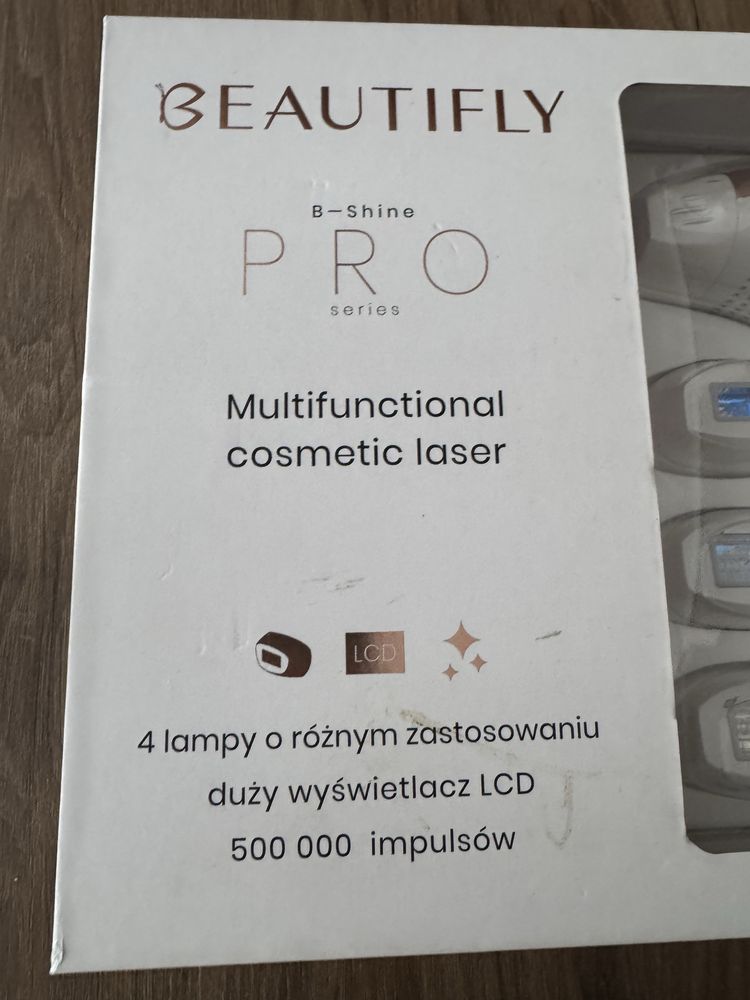 BEAUTIFLY
B-Shine
PRO
series
Multifunctional
cosmetic laser
LCD
4 lampy o różnym zastosowaniu
duży wyświetlacz LCD
500 000 impulsów